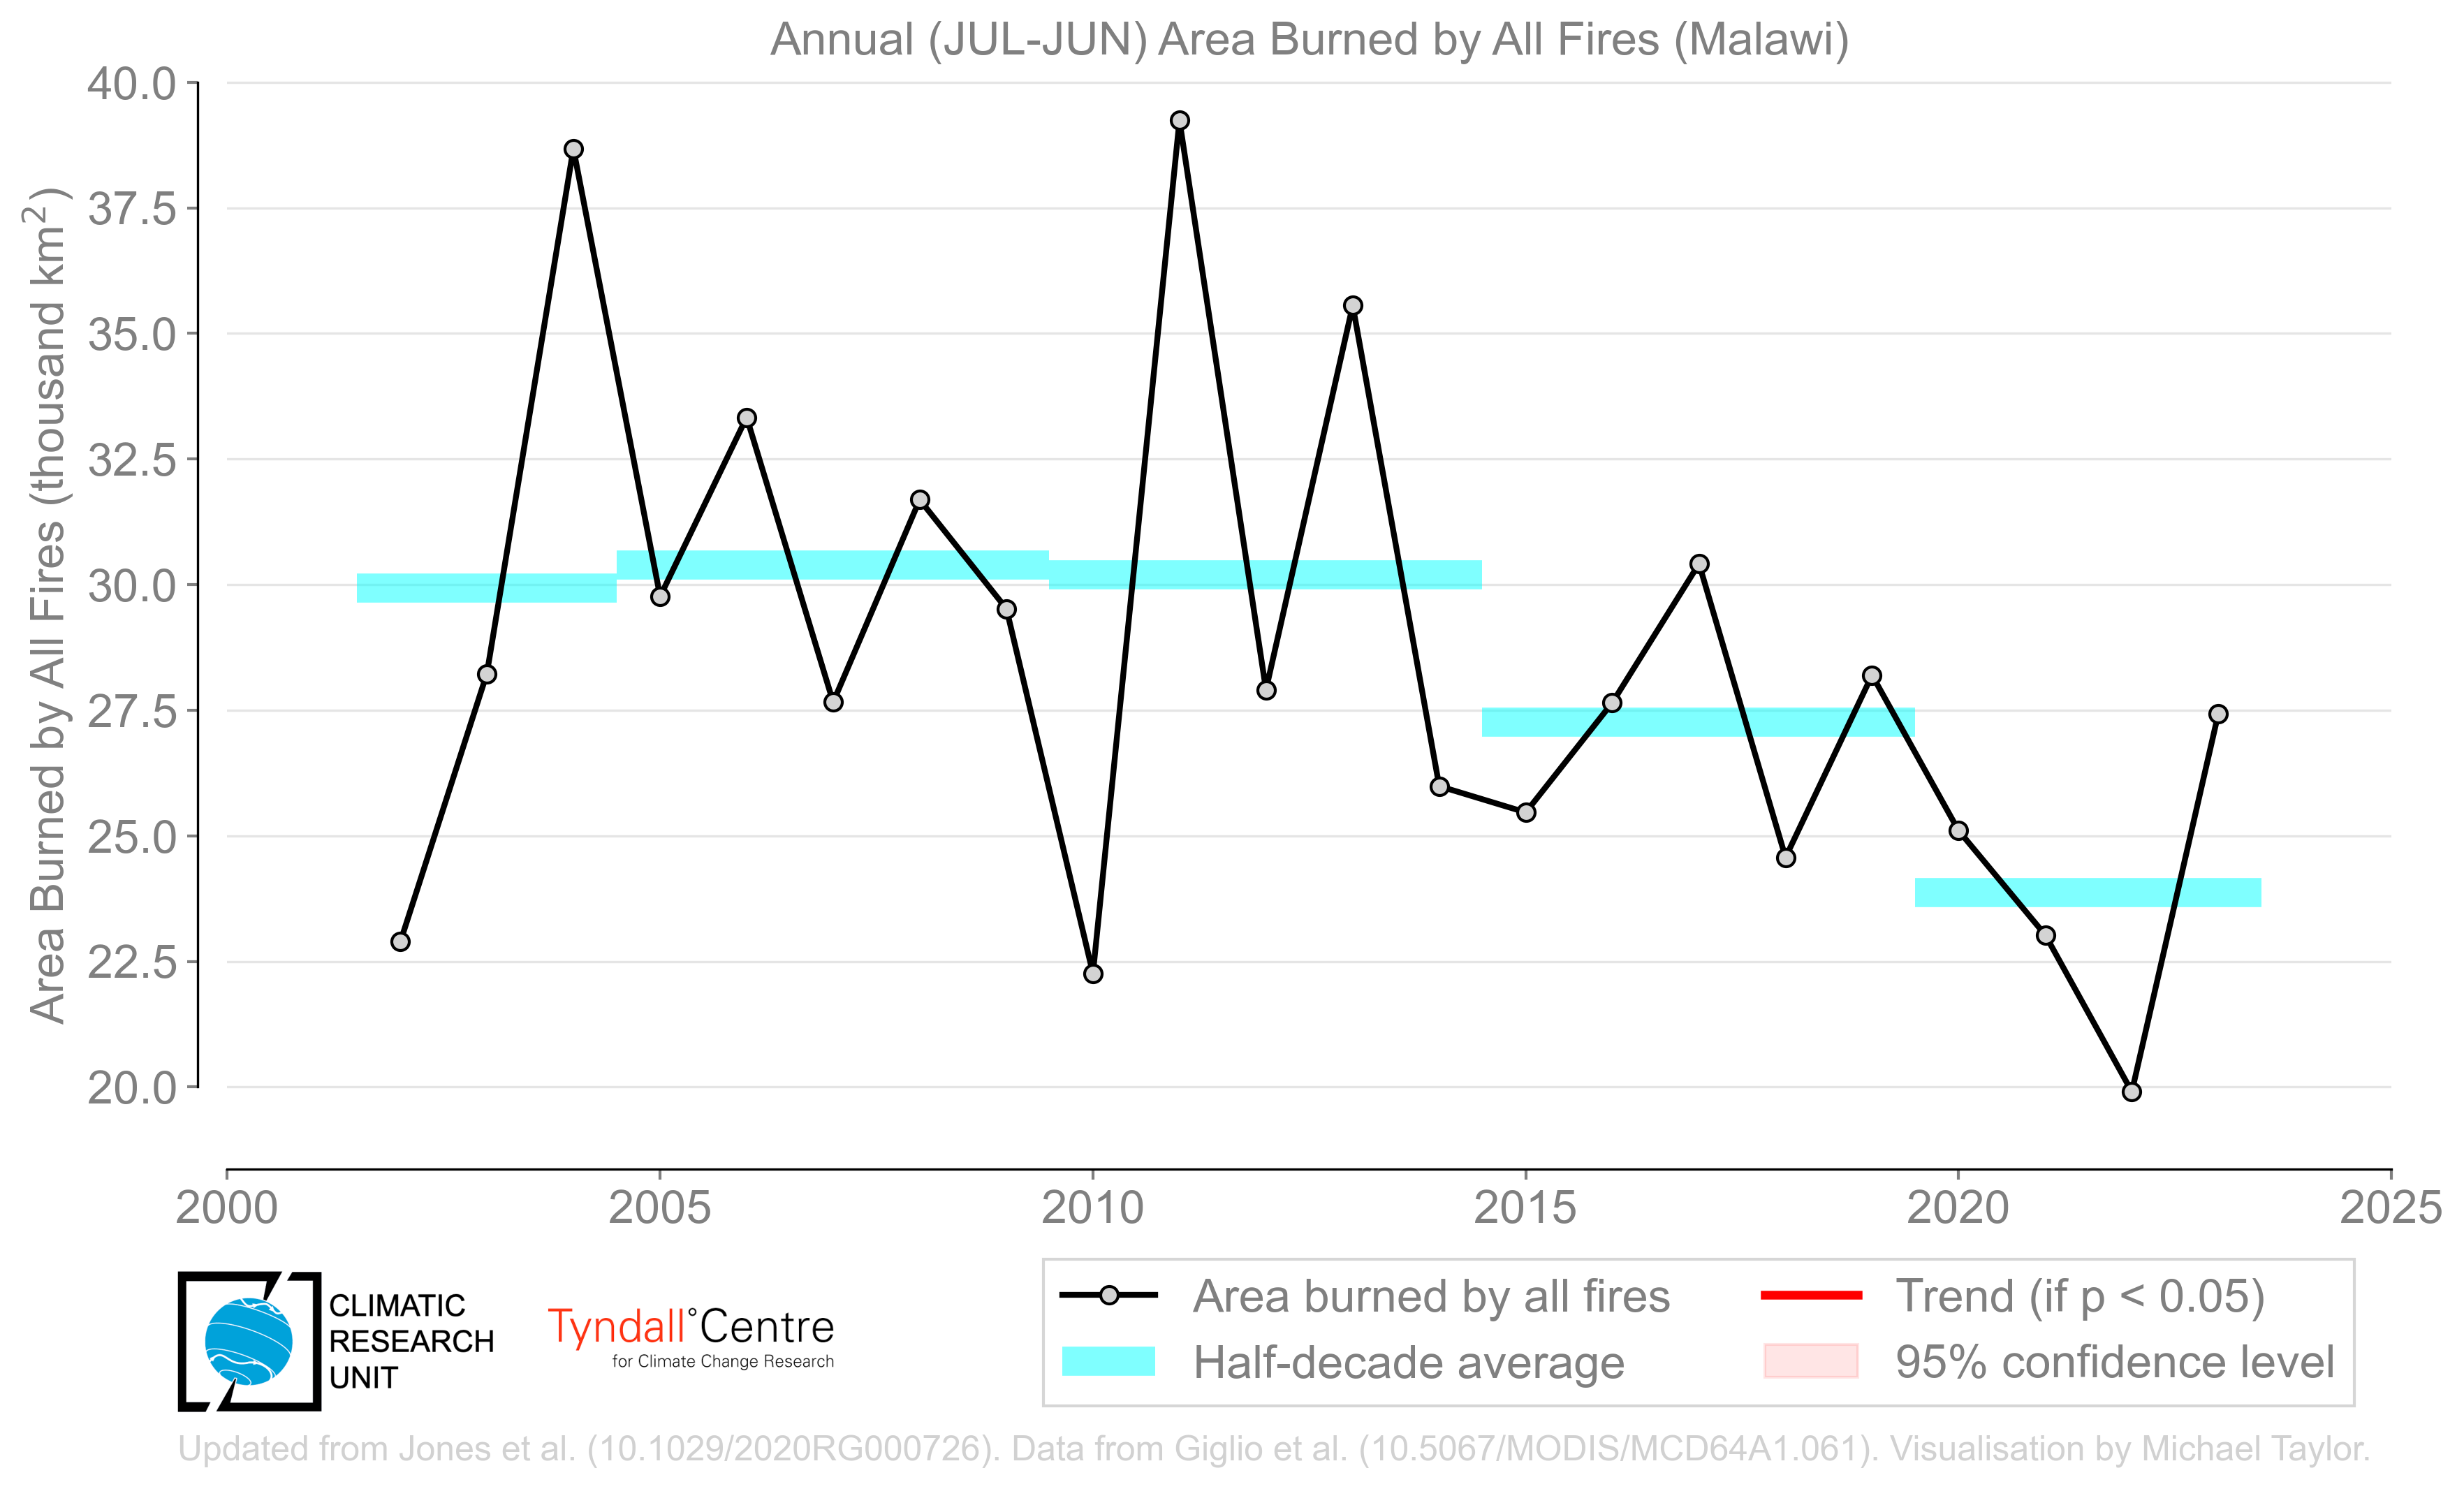 Annual (JUL-JUN) Area Burned by All Fires (Malawi)
Area Burned by All Fires (thousand km²)
40.0
37.5
35.0
32.5
30.0
27.5
25.0
22.5
20.0
2000 2005 2010 2015 2020 2025
CLIMATIC
RESEARCH
UNIT
Tyndall°Centre
for Climate Change Research
Area burned by all fires
Half-decade average
Trend (if p < 0.05)
95% confidence level
Updated from Jones et al. (10.1029/2020RG000726). Data from Giglio et al. (10.5067/MODIS/MCD64A1.061). Visualisation by Michael Taylor.